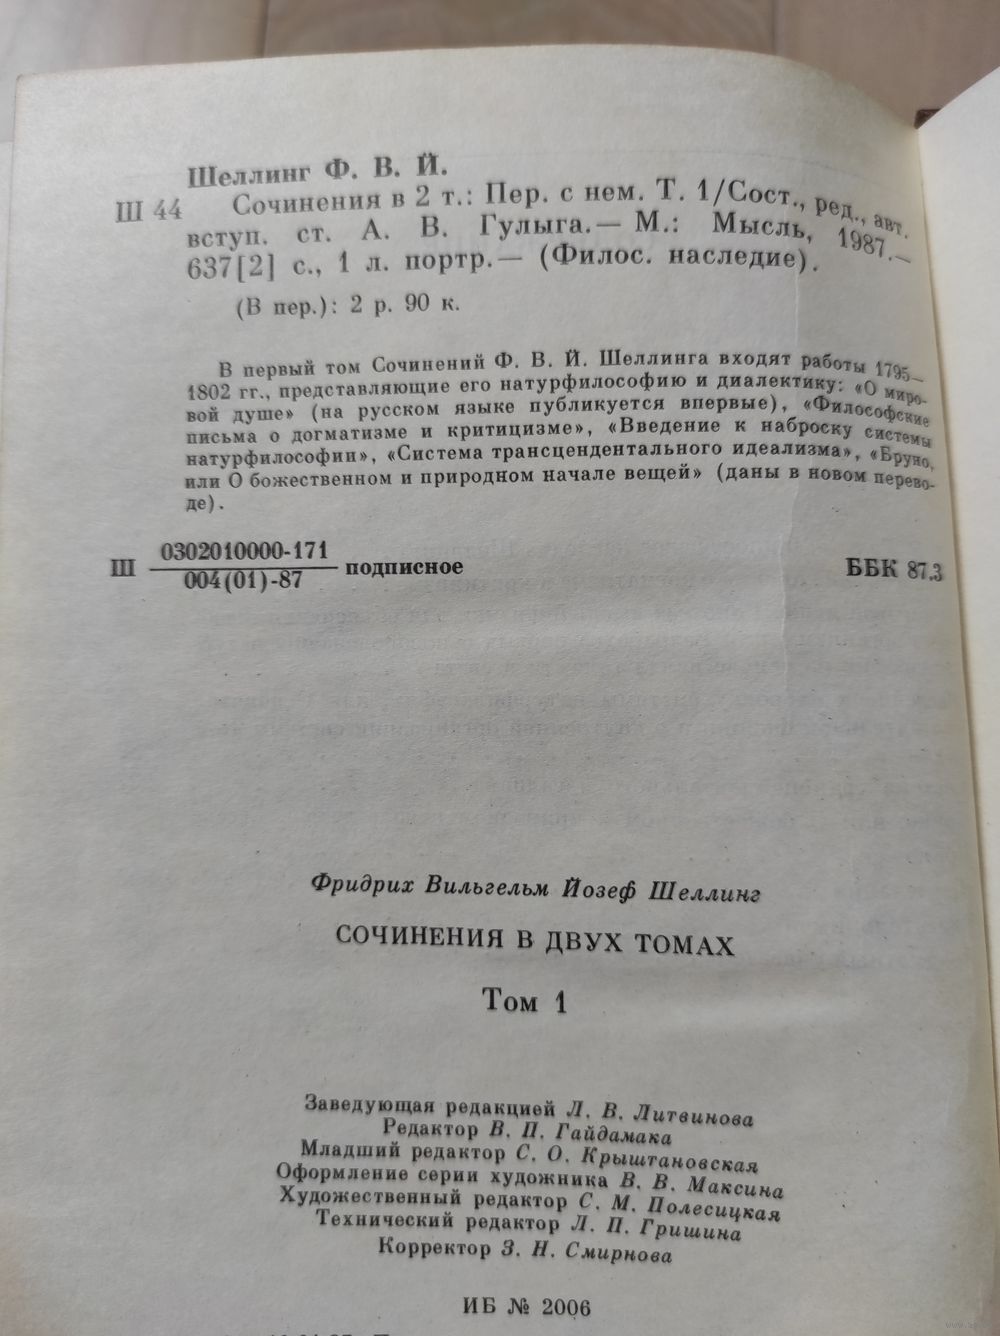 Шеллинг Ф. В. Й.
Ш 44 Сочинения в 2 т.: Пер. с нем. Т. 1/Сост., ред., авт.
вступ. ст. А. В. Гулыга.— М.: Мысль, 1987.—
637[2] с., 1 л. портр.— (Филос. наследие).
(В пер.): 2 р. 90 к.
В первый том Сочинений Ф. В. Й. Шеллинга входят работы 1795—
1802 гг., представляющие его натурфилософию и диалектику: «О миро-
вой душе» (на русском языке публикуется впервые), «Философские
письма о догматизме и критицизме», «Введение к наброску системы
натурфилософии», «Система трансцендентального идеализма», «Бруно,
или О божественном и природном начале вещей» (даны в новом перево-
де).
0302010000-171
Ш подписное ББК 87.3
004(01)-87
Фридрих Вильгельм Йозеф Шеллинг
СОЧИНЕНИЯ В ДВУХ ТОМАХ
Том 1
Заведующая редакцией Л. В. Литвинова
Редактор В. П. Гайдамака
Младший редактор С. О. Крыштановская
Оформление серии художника В. В. Максина
Художественный редактор С. М. Полесицкая
Технический редактор Л. П. Гришина
Корректор З. Н. Смирнова
ИБ № 2006